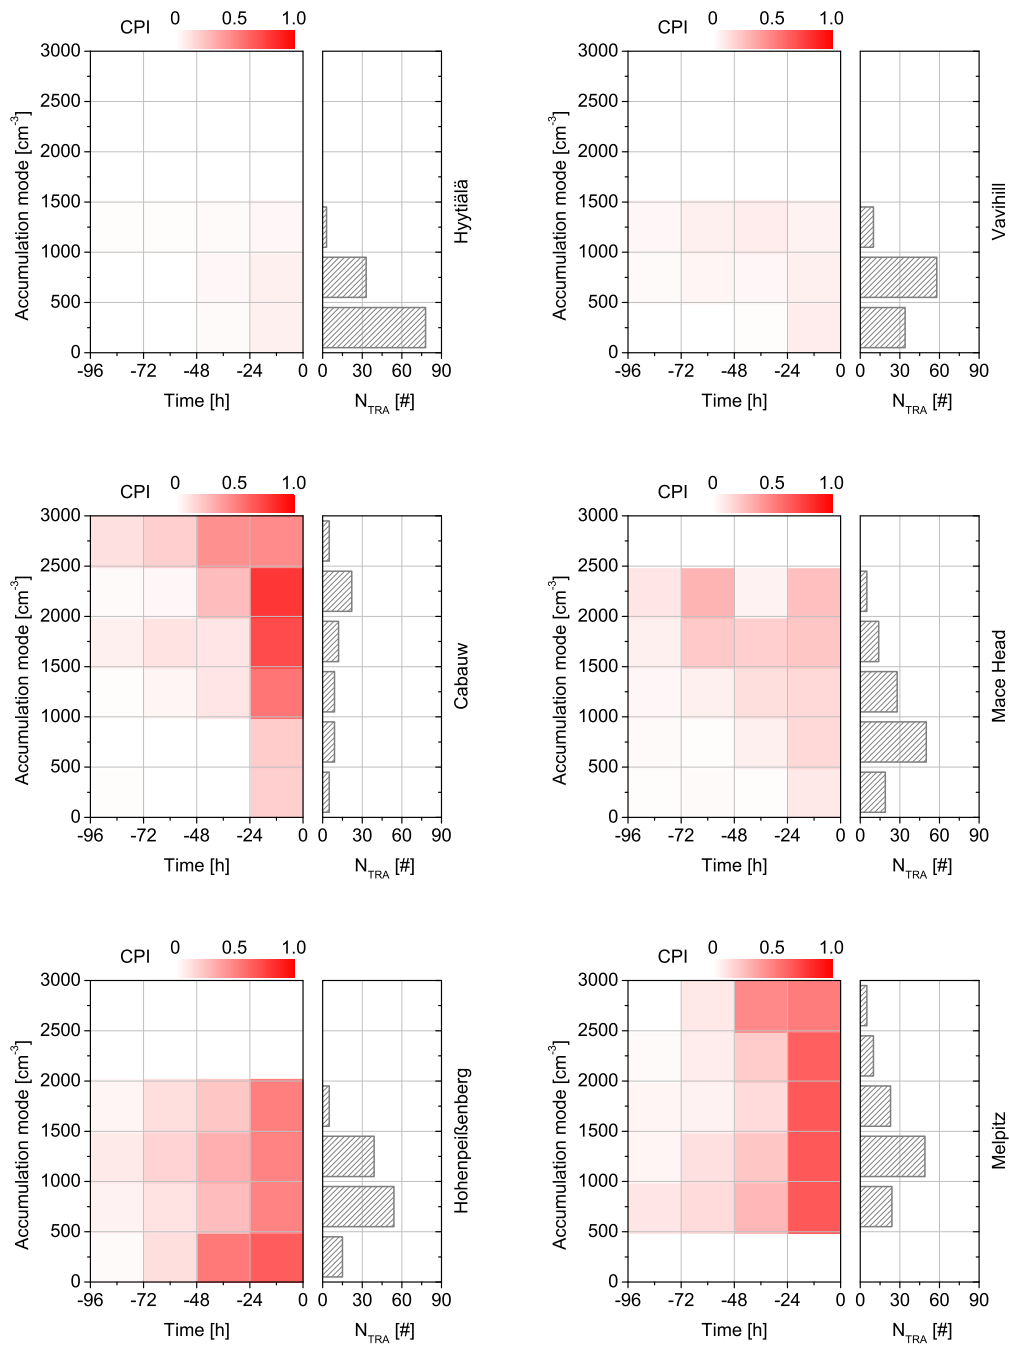 CPI 0 0.5 1.0
3000
2500
2000
1500
1000
500
0
Accumulation mode [cm-3]
-96 -72 -48 -24 0
Time [h]
0 30 60 90
NTRA [#]
Hyytiälä
CPI 0 0.5 1.0
3000
2500
2000
1500
1000
500
0
Accumulation mode [cm-3]
-96 -72 -48 -24 0
Time [h]
0 30 60 90
NTRA [#]
Vavihill
CPI 0 0.5 1.0
3000
2500
2000
1500
1000
500
0
Accumulation mode [cm-3]
-96 -72 -48 -24 0
Time [h]
0 30 60 90
NTRA [#]
Cabauw
CPI 0 0.5 1.0
3000
2500
2000
1500
1000
500
0
Accumulation mode [cm-3]
-96 -72 -48 -24 0
Time [h]
0 30 60 90
NTRA [#]
Mace Head
CPI 0 0.5 1.0
3000
2500
2000
1500
1000
500
0
Accumulation mode [cm-3]
-96 -72 -48 -24 0
Time [h]
0 30 60 90
NTRA [#]
Hohenpeißenberg
CPI 0 0.5 1.0
3000
2500
2000
1500
1000
500
0
Accumulation mode [cm-3]
-96 -72 -48 -24 0
Time [h]
0 30 60 90
NTRA [#]
Melpitz